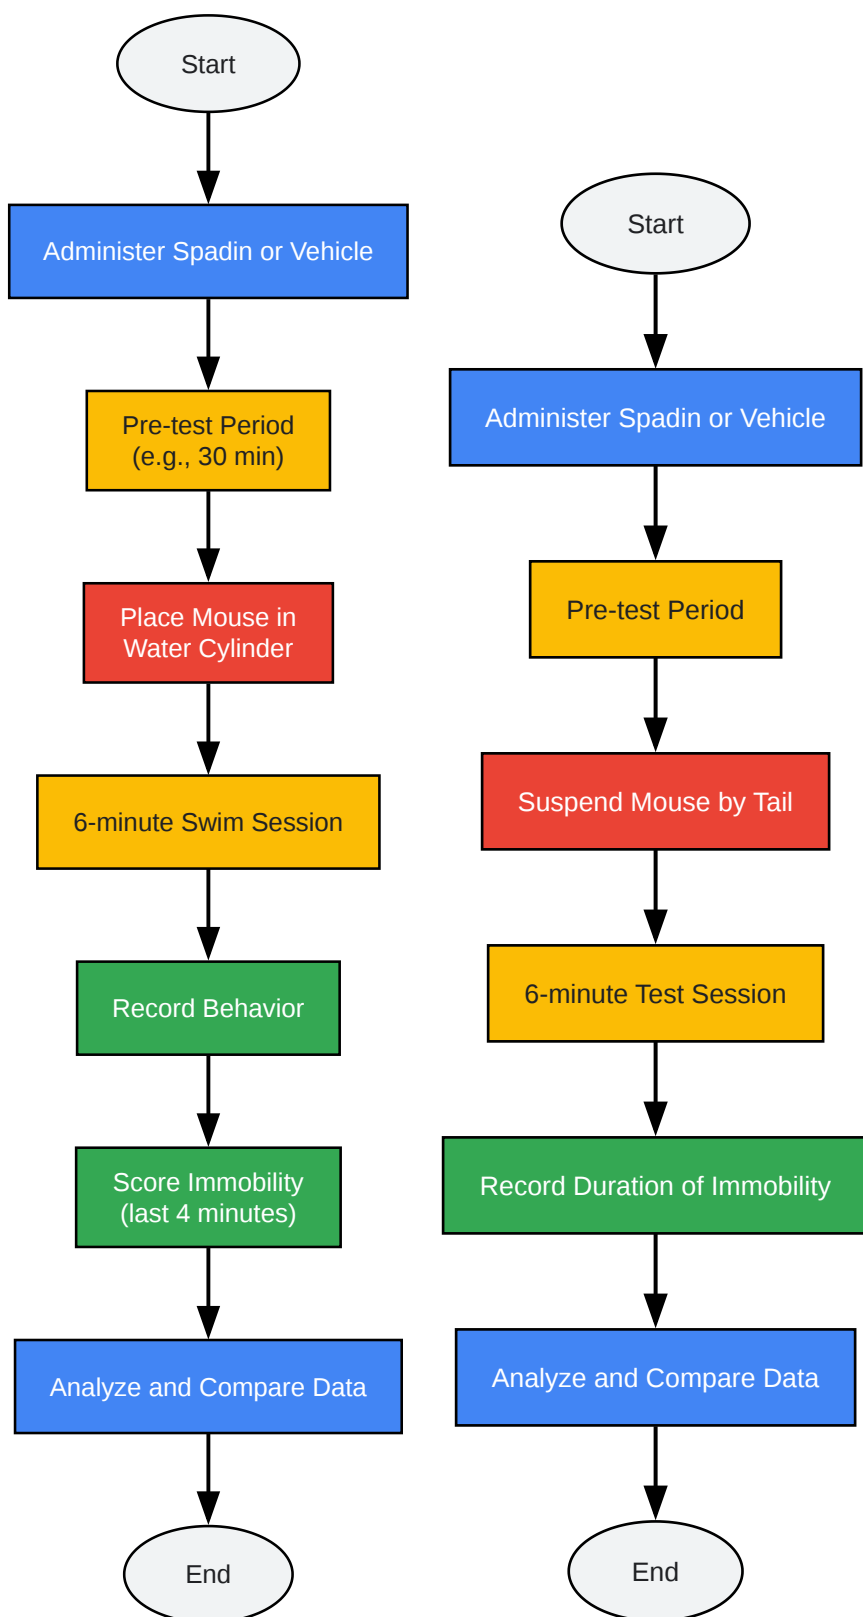 Start
Administer Spadin or Vehicle
Pre-test Period
(e.g., 30 min)
Place Mouse in
Water Cylinder
6-minute Swim Session
Record Behavior
Score Immobility
(last 4 minutes)
Analyze and Compare Data
End
Start
Administer Spadin or Vehicle
Pre-test Period
Suspend Mouse by Tail
6-minute Test Session
Record Duration of Immobility
Analyze and Compare Data
End